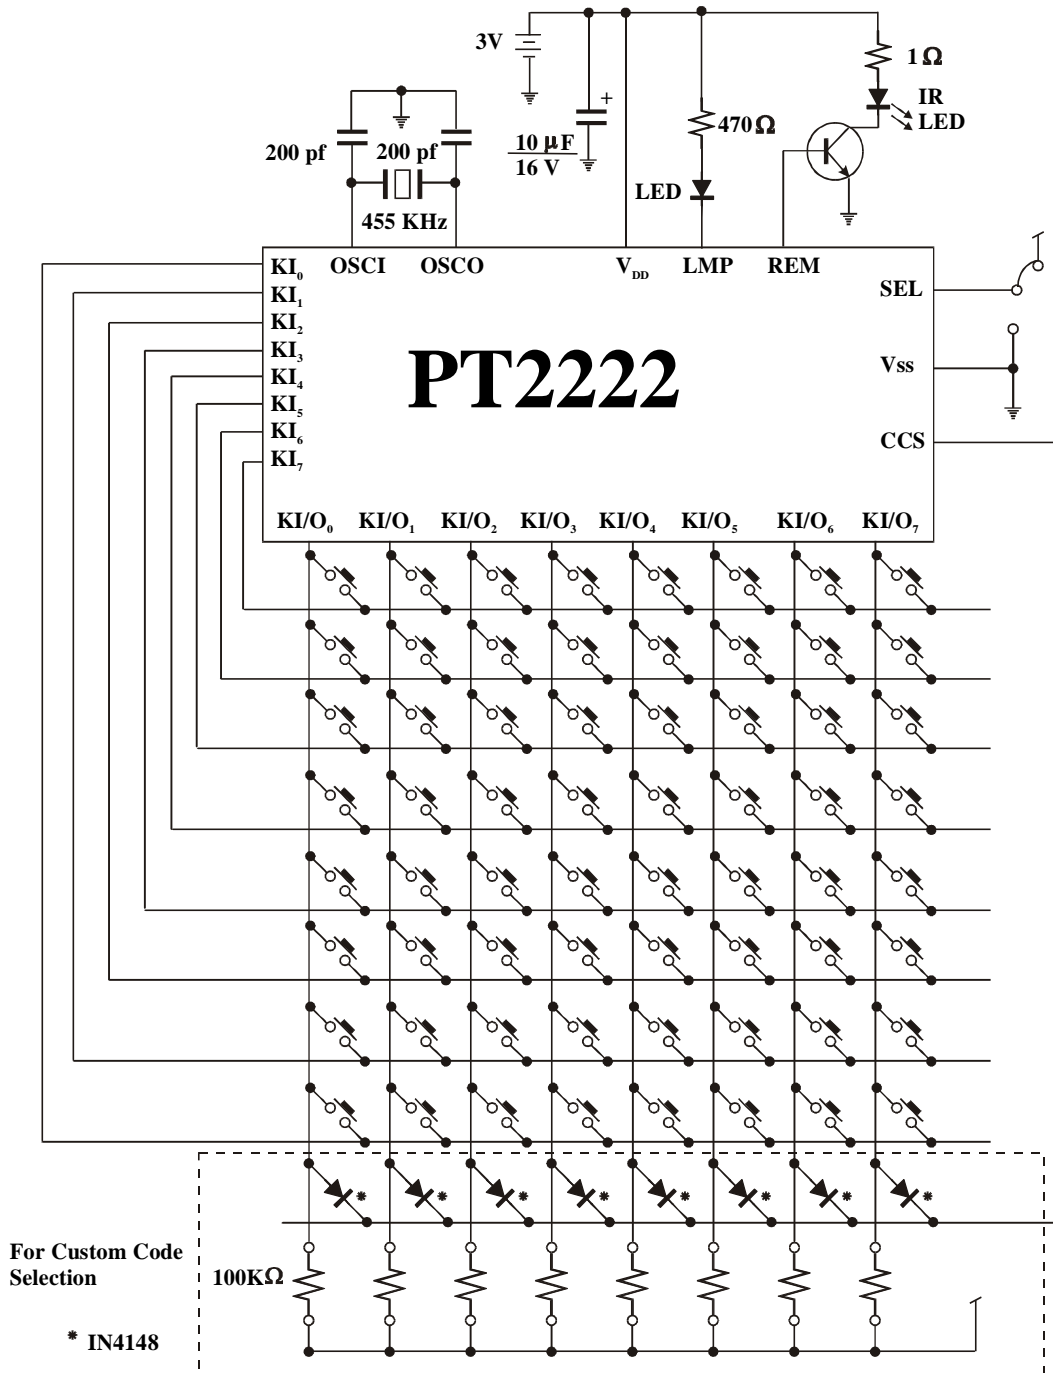 3V
1Ω
IR
LED
+
10 μF
16 V
470Ω
LED
200 pf
200 pf
455 KHz
OSCI
OSCO
VDD
LMP
REM
KI0
KI1
KI2
KI3
KI4
KI5
KI6
KI7
SEL
Vss
CCS
PT2222
KI/O0 KI/O1 KI/O2 KI/O3 KI/O4 KI/O5 KI/O6 KI/O7
* * * * * * * *
For Custom Code
Selection
100KΩ
* IN4148